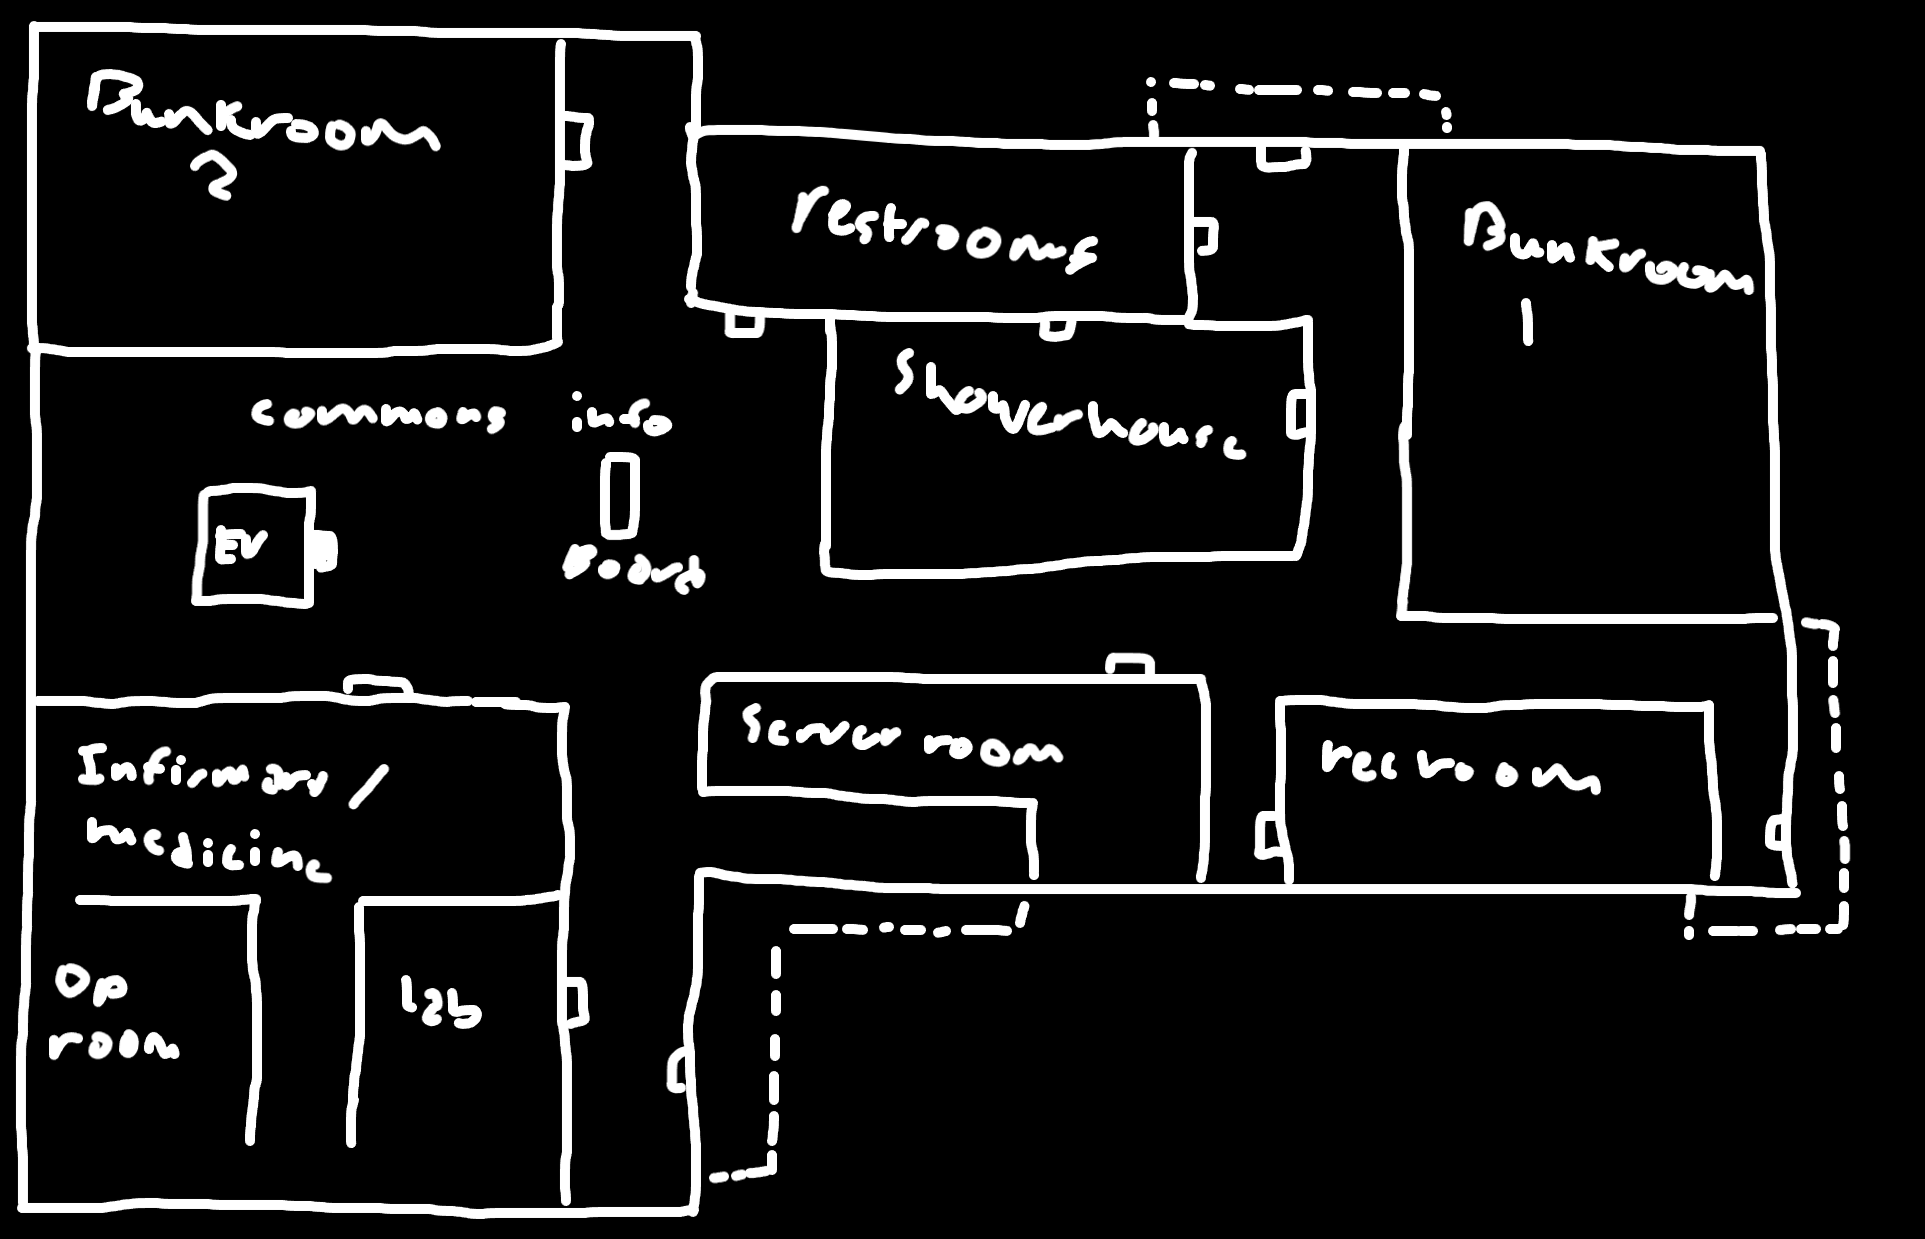 Bunkroom
2
restrooms
Bunkroom
1
showerhouse
commons
info
Board
EV
Infirmary /
medicine
server room
rec room
Op
room
lab